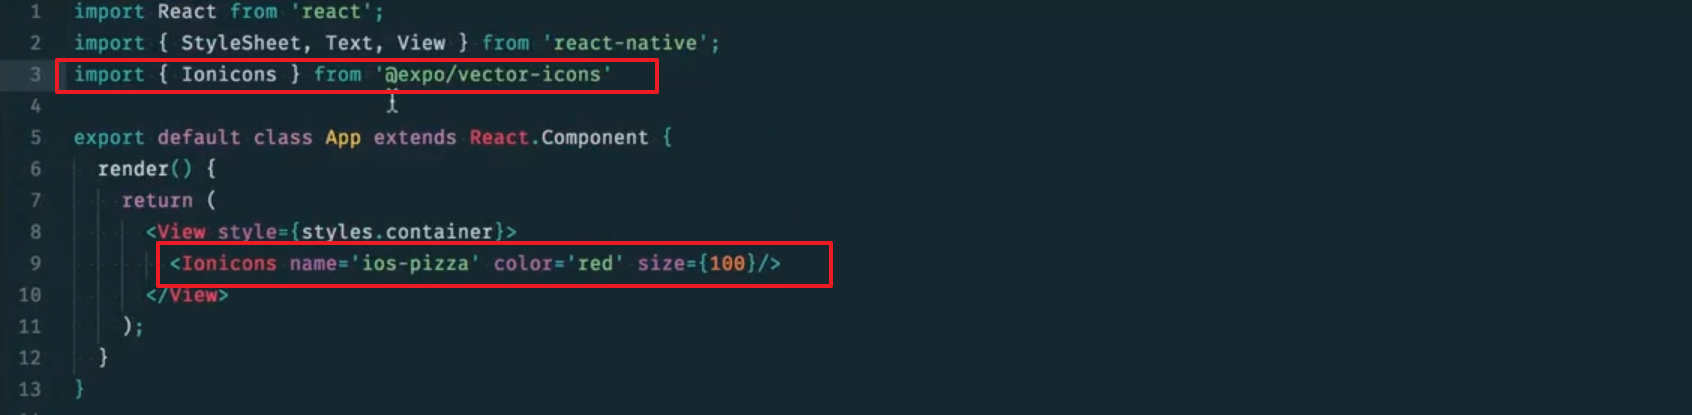 1 import React from 'react';
2 import { StyleSheet, Text, View } from 'react-native';
3 import { Ionicons } from '@expo/vector-icons'
4
5 export default class App extends React.Component {
6 render() {
7 return (
8 <View style={styles.container}>
9 <Ionicons name='ios-pizza' color='red' size={100}/>
10 </View>
11 );
12 }
13 }